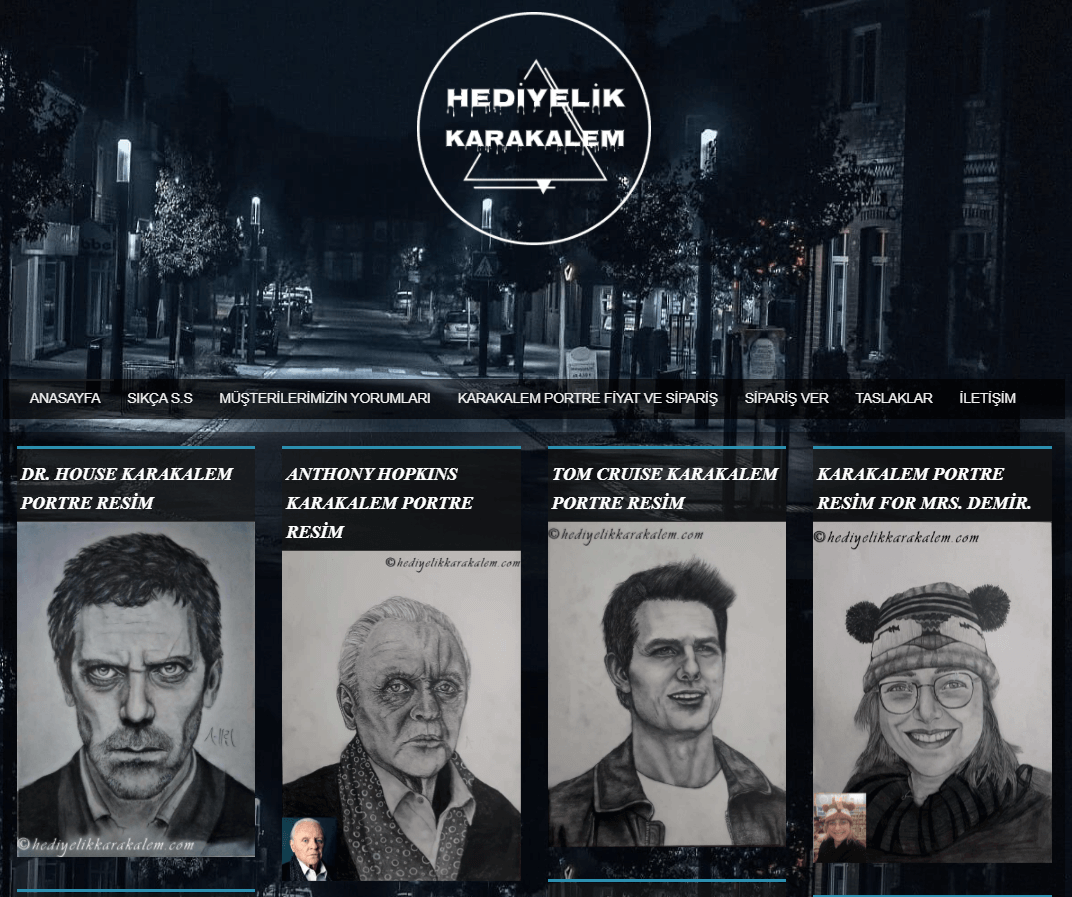 HEDİYELİK
KARAKALEM
ANASAYFA SIKÇA S.S MÜŞTERİLERİMİZİN YORUMLARI KARAKALEM PORTRE FİYAT VE SİPARİŞ SİPARİŞ VER TASLAKLAR İLETİŞİM
DR. HOUSE KARAKALEM
PORTRE RESİM
©hediyelikkarakalem.com
ANTHONY HOPKINS
KARAKALEM PORTRE
RESİM
©hediyelikkarakalem.com
TOM CRUISE KARAKALEM
PORTRE RESİM
©hediyelikkarakalem.com
KARAKALEM PORTRE
RESİM FOR MRS. DEMİR.
©hediyelikkarakalem.com